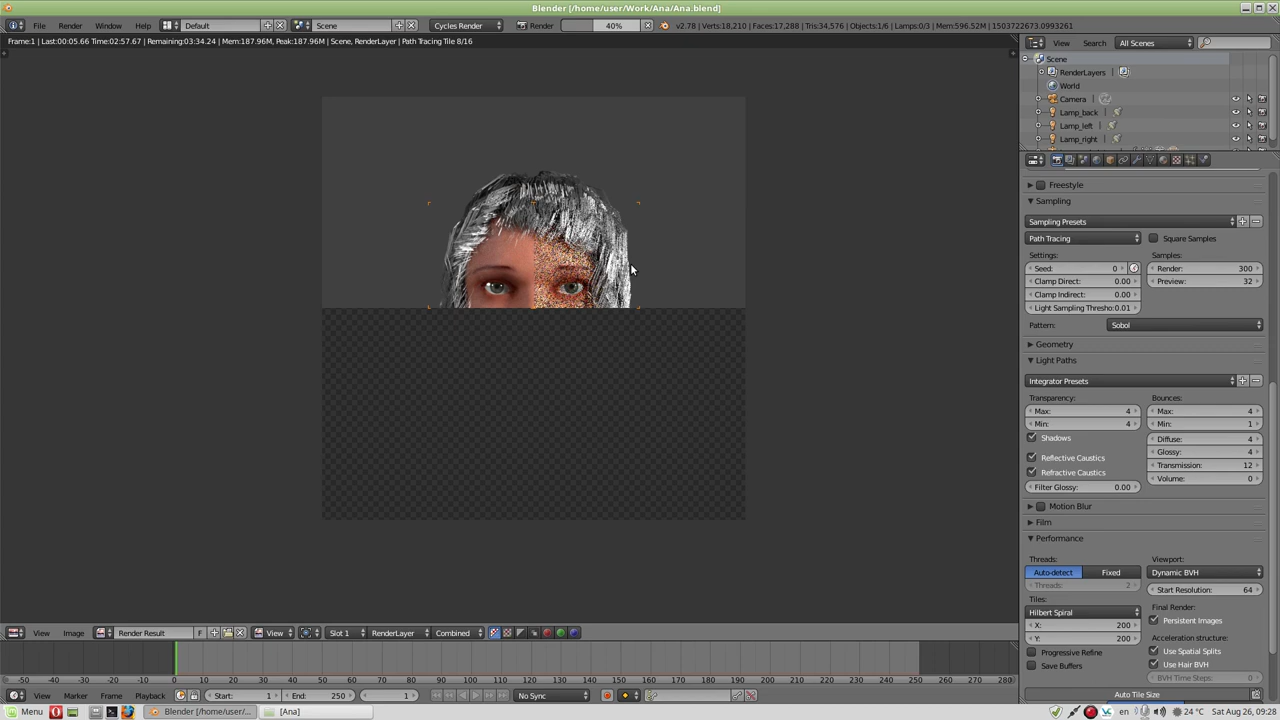 Blender [/home/user/Work/Ana/Ana.blend]
File Render Window Help Default Scene Cycles Render Render 40% v2.78 | Verts:18,210 | Faces:17,288 | Tris:34,576 | Objects:1/6 | Lamps:0/3 | Mem:596.52M | 1503722673.0993261
Frame:1 | Last:00:05.66 Time:02:57.67 | Remaining:03:34.24 | Mem:187.96M, Peak:187.96M | Scene, RenderLayer | Path Tracing Tile 8/16
View Search All Scenes
Scene
RenderLayers
World
Camera
Lamp_back
Lamp_left
Lamp_right
Freestyle
Sampling
Sampling Presets
Path Tracing Square Samples
Settings: Samples:
Seed: 0 Render: 300
Clamp Direct: 0.00 Preview: 32
Clamp Indirect: 0.00
Light Sampling Thresho:0.01
Pattern: Sobol
Geometry
Light Paths
Integrator Presets
Transparency: Bounces:
Max: 4 Max: 4
Min: 4 Min: 1
Shadows Diffuse: 4
Glossy: 4
Reflective Caustics Transmission: 12
Refractive Caustics Volume: 0
Filter Glossy: 0.00
Motion Blur
Film
Performance
Threads: Viewport:
Auto-detect Fixed Dynamic BVH
Threads: 2 Start Resolution: 64
Tiles: Final Render:
Hilbert Spiral Persistent Images
X: 200 Acceleration structure:
Y: 200 Use Spatial Splits
Progressive Refine Use Hair BVH
Save Buffers BVH Time Steps: 0
Auto Tile Size
View Image Render Result F View Slot 1 RenderLayer Combined
-50 -40 -30 -20 -10 0 10 20 30 40 50 60 70 80 90 100 110 120 130 140 150 160 170 180 190 200 210 220 230 240 250 260 270 280
View Marker Frame Playback Start: 1 End: 250 1 No Sync
Menu Blender [/home/user/... [Ana] en 24 °C Sat Aug 26, 09:28